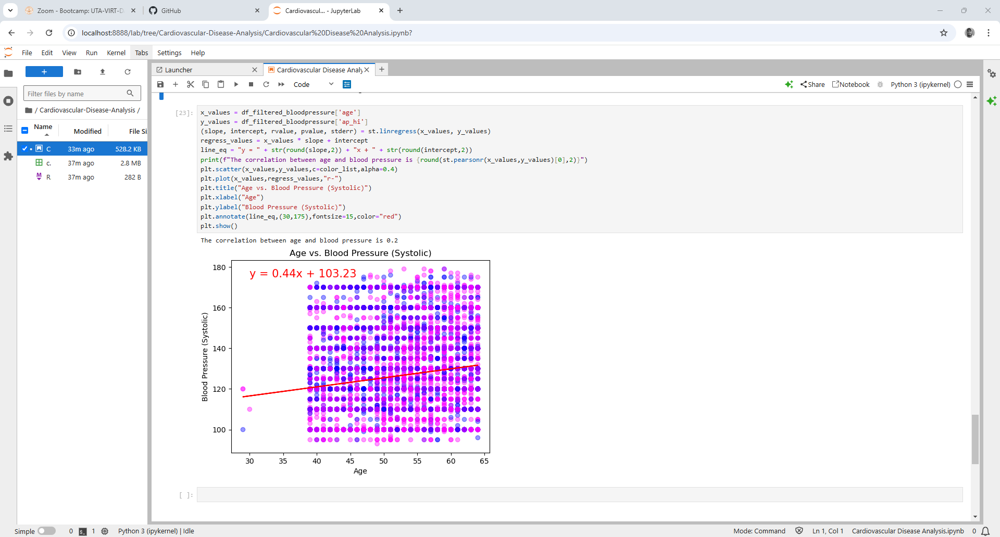 Zoom - Bootcamp: UTA-VIRT-D
GitHub
Cardiovascul... - JupyterLab
localhost:8888/lab/tree/Cardiovascular-Disease-Analysis/Cardiovascular%20Disease%20Analysis.ipynb?
File Edit View Run Kernel Tabs Settings Help
Launcher
Cardiovascular Disease Analy
Code
Share
Notebook
Python 3 (ipykernel)
Filter files by name
/ Cardiovascular-Disease-Analysis /
Name Modified File Si
C 33m ago 528.2 KB
c. 37m ago 2.8 MB
M R 37m ago 282 B
[23]:
x_values = df_filtered_bloodpressure['age']
y_values = df_filtered_bloodpressure['ap_hi']
(slope, intercept, rvalue, pvalue, stderr) = st.linregress(x_values, y_values)
regress_values = x_values * slope + intercept
line_eq = "y = " + str(round(slope,2)) + "x + " + str(round(intercept,2))
print(f"The correlation between age and blood pressure is {round(st.pearsonr(x_values,y_values)[0],2)}")
plt.scatter(x_values,y_values,c=color_list,alpha=0.4)
plt.plot(x_values,regress_values,"r-")
plt.title("Age vs. Blood Pressure (Systolic)")
plt.xlabel("Age")
plt.ylabel("Blood Pressure (Systolic)")
plt.annotate(line_eq,(30,175),fontsize=15,color="red")
plt.show()
The correlation between age and blood pressure is 0.2
Age vs. Blood Pressure (Systolic)
y = 0.44x + 103.23
180
160
140
120
100
Blood Pressure (Systolic)
30 35 40 45 50 55 60 65
Age
[ ]:
Simple 0 $_ 1 Python 3 (ipykernel) | Idle
Mode: Command Ln 1, Col 1 Cardiovascular Disease Analysis.ipynb 0